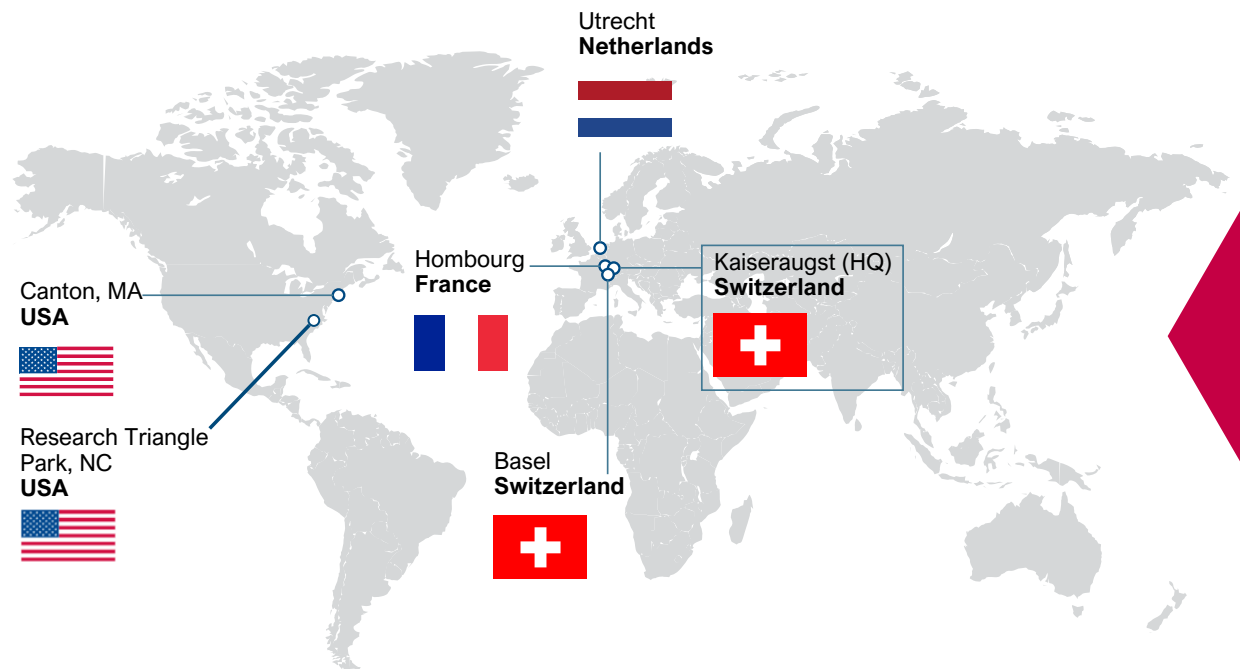 Utrecht
Netherlands
Hombourg
France
Kaiseraugst (HQ)
Switzerland
Canton, MA
USA
Research Triangle
Park, NC
USA
Basel
Switzerland